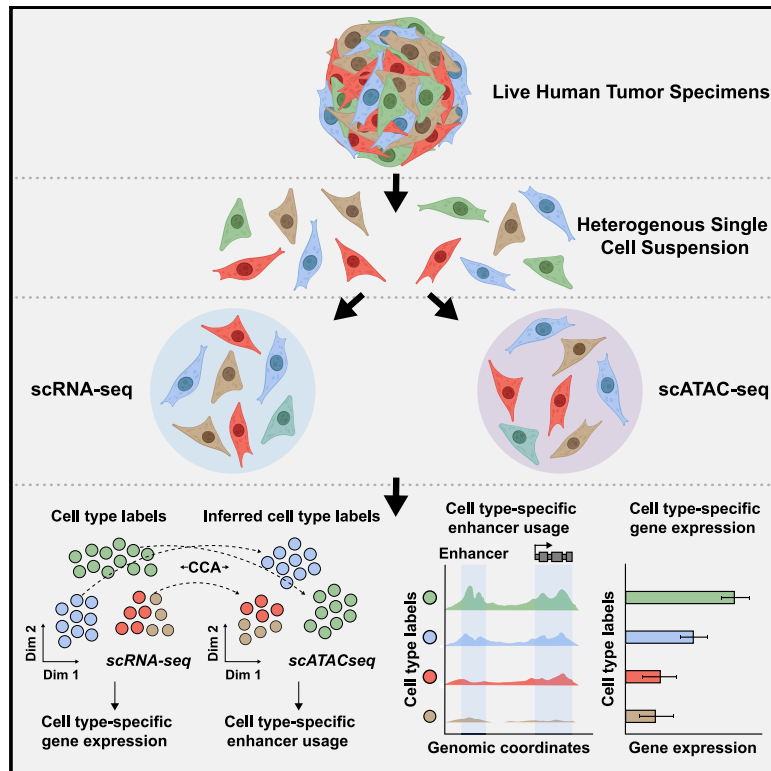 Live Human Tumor Specimens
Heterogenous Single
Cell Suspension
scRNA-seq
scATAC-seq
Cell type labels
Inferred cell type labels
CCA
Dim 2
Dim 1
scRNA-seq
Dim 2
Dim 1
scATACseq
Cell type-specific
gene expression
Cell type-specific
enhancer usage
Cell type-specific
enhancer usage
Enhancer
Cell type labels
Genomic coordinates
Cell type-specific
gene expression
Cell type labels
Gene expression